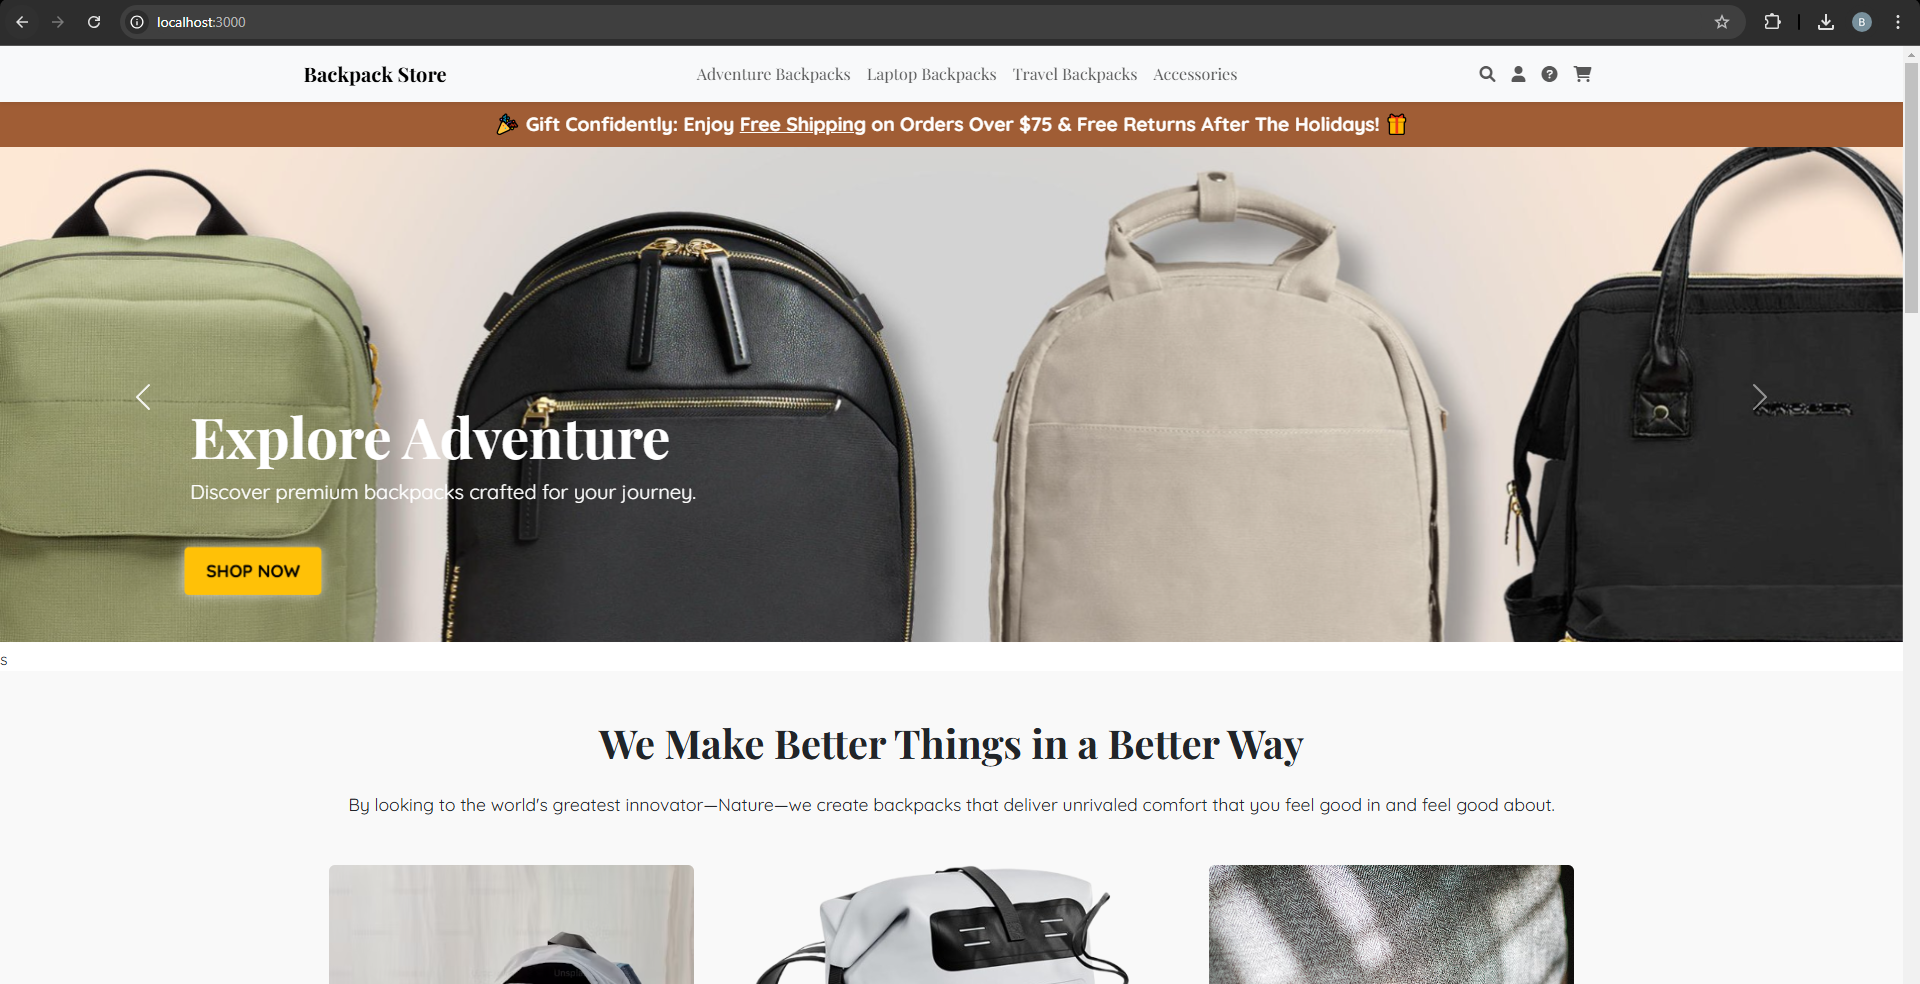 localhost:3000
B
Backpack Store
Adventure Backpacks Laptop Backpacks Travel Backpacks Accessories
🎉 Gift Confidently: Enjoy Free Shipping on Orders Over $75 & Free Returns After The Holidays! 🎁
Explore Adventure
Discover premium backpacks crafted for your journey.
SHOP NOW
s
We Make Better Things in a Better Way
By looking to the world's greatest innovator—Nature—we create backpacks that deliver unrivaled comfort that you feel good in and feel good about.